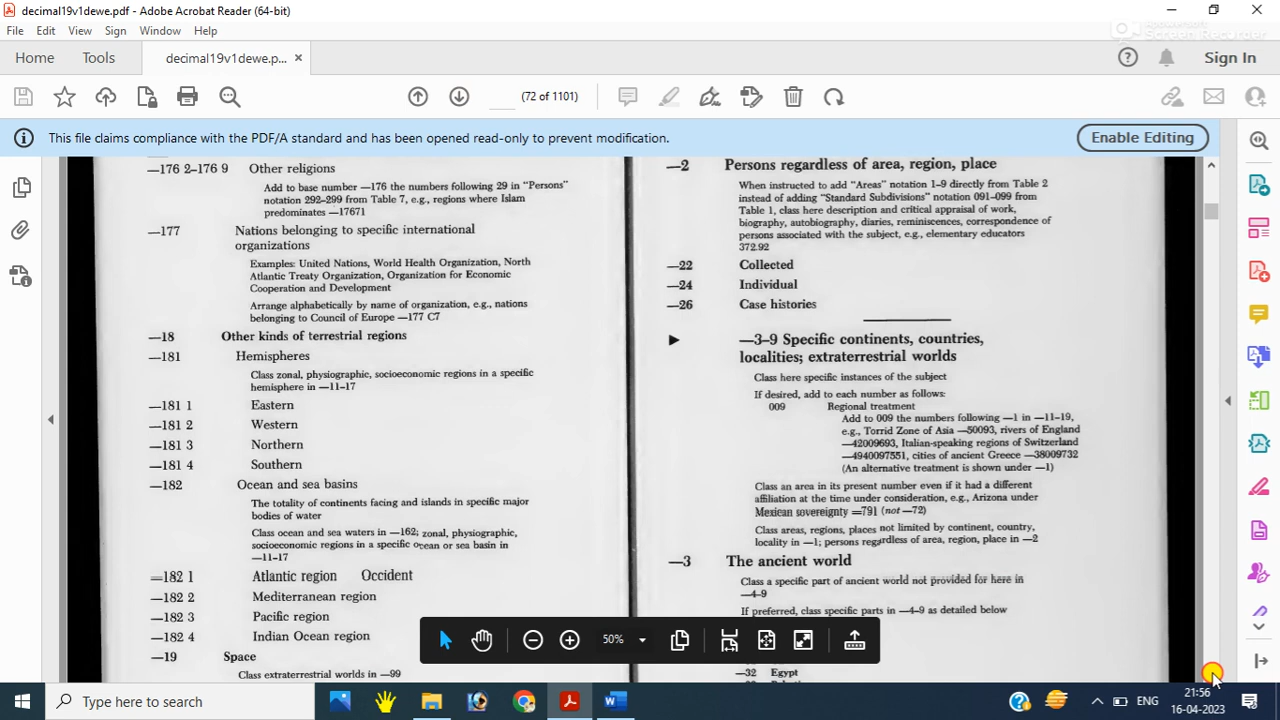 decimal19v1dewe.pdf - Adobe Acrobat Reader (64-bit)
File Edit View Sign Window Help
Screen Recorder
Home Tools decimal19v1dewe.p... × Sign In
(72 of 1101)
This file claims compliance with the PDF/A standard and has been opened read-only to prevent modification. Enable Editing
—176 2–176 9 Other religions
Add to base number —176 the numbers following 29 in "Persons"
notation 292–299 from Table 7, e.g., regions where Islam
predominates —17671
—177 Nations belonging to specific international
organizations
Examples: United Nations, World Health Organization, North
Atlantic Treaty Organization, Organization for Economic
Cooperation and Development
Arrange alphabetically by name of organization, e.g., nations
belonging to Council of Europe —177 C7
—18 Other kinds of terrestrial regions
—181 Hemispheres
Class zonal, physiographic, socioeconomic regions in a specific
hemisphere in —11-17
—181 1 Eastern
—181 2 Western
—181 3 Northern
—181 4 Southern
—182 Ocean and sea basins
The totality of continents facing and islands in specific major
bodies of water
Class ocean and sea waters in —162; zonal, physiographic,
socioeconomic regions in a specific ocean or sea basin in
—11-17
—182 1 Atlantic region Occident
—182 2 Mediterranean region
—182 3 Pacific region
—182 4 Indian Ocean region
—19 Space
Class extraterrestrial worlds in —99
—2 Persons regardless of area, region, place
When instructed to add "Areas" notation 1–9 directly from Table 2
instead of adding "Standard Subdivisions" notation 091–099 from
Table 1, class here description and critical appraisal of work,
biography, autobiography, diaries, reminiscences, correspondence of
persons associated with the subject, e.g., elementary educators
372.92
—22 Collected
—24 Individual
—26 Case histories
—3–9 Specific continents, countries,
localities; extraterrestrial worlds
Class here specific instances of the subject
If desired, add to each number as follows:
009 Regional treatment
Add to 009 the numbers following —1 in —11-19,
e.g., Torrid Zone of Asia —50093, rivers of England
—42009693, Italian-speaking regions of Switzerland
—4940097551, cities of ancient Greece —38009732
(An alternative treatment is shown under —1)
Class an area in its present number even if it had a different
affiliation at the time under consideration, e.g., Arizona under
Mexican sovereignty —791 (not —72)
Class areas, regions, places not limited by continent, country,
locality in —1; persons regardless of area, region, place in —2
—3 The ancient world
Class a specific part of ancient world not provided for here in
—4–9
If preferred, class specific parts in —4–9 as detailed below
—32 Egypt
50%
Type here to search
ENG
21:56
16-04-2023